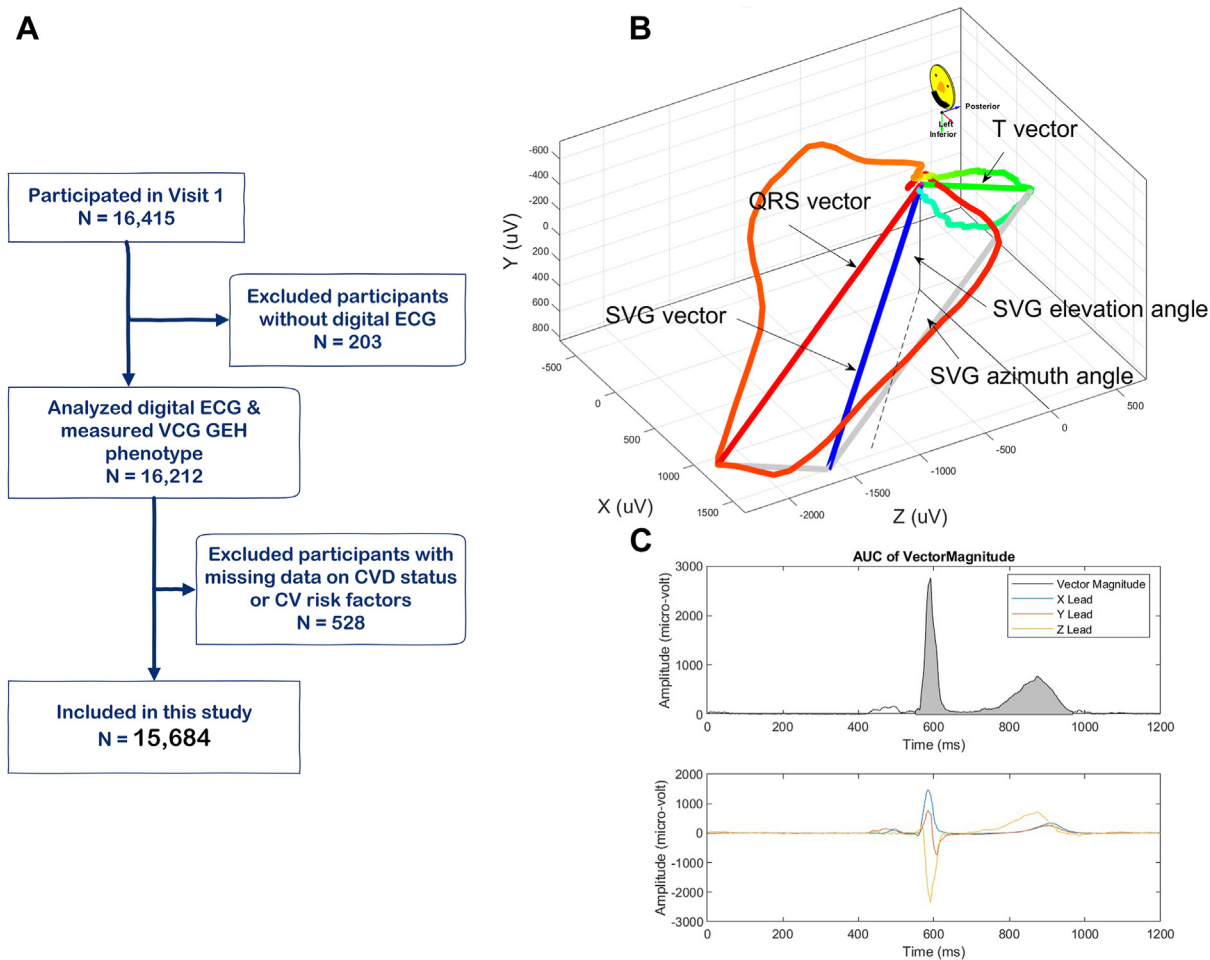 A
Participated in Visit 1
N = 16,415
Excluded participants
without digital ECG
N = 203
Analyzed digital ECG &
measured VCG GEH
phenotype
N = 16,212
Excluded participants with
missing data on CVD status
or CV risk factors
N = 528
Included in this study
N = 15,684
B
Posterior
Left
Inferior
T vector
QRS vector
SVG vector
SVG elevation angle
SVG azimuth angle
Y (uV)
-600
-400
-200
0
200
400
600
800
X (uV)
-500
0
500
1000
1500
Z (uV)
-2000
-1500
-1000
-500
0
500
C
AUC of VectorMagnitude
Amplitude (micro-volt)
3000
2000
1000
0
Vector Magnitude
X Lead
Y Lead
Z Lead
0 200 400 600 800 1000 1200
Time (ms)
Amplitude (micro-volt)
2000
1000
0
-1000
-2000
-3000
0 200 400 600 800 1000 1200
Time (ms)